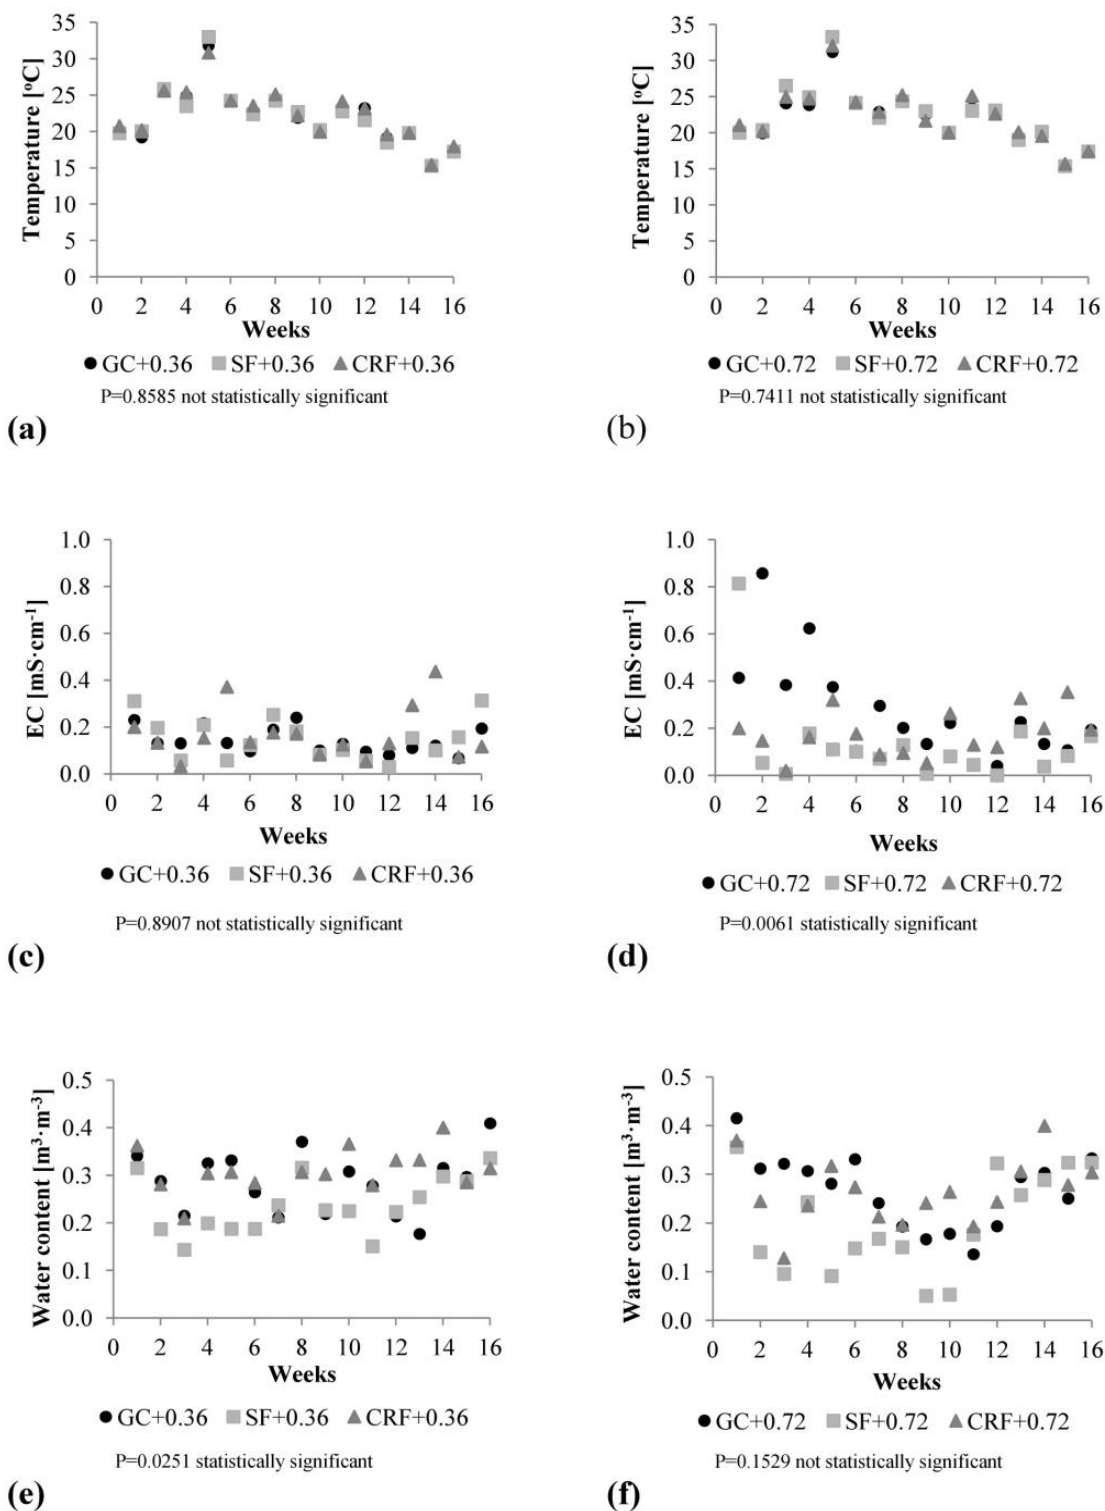 35
30
25
20
15
10
5
0
Temperature [°C]
0 2 4 6 8 10 12 14 16
Weeks
GC+0.36 SF+0.36 CRF+0.36
P=0.8585 not statistically significant
(a)
35
30
25
20
15
10
5
0
Temperature [°C]
0 2 4 6 8 10 12 14 16
Weeks
GC+0.72 SF+0.72 CRF+0.72
P=0.7411 not statistically significant
(b)
1.0
0.8
0.6
0.4
0.2
0.0
EC [mS·cm⁻¹]
0 2 4 6 8 10 12 14 16
Weeks
GC+0.36 SF+0.36 CRF+0.36
P=0.8907 not statistically significant
(c)
1.0
0.8
0.6
0.4
0.2
0.0
EC [mS·cm⁻¹]
0 2 4 6 8 10 12 14 16
Weeks
GC+0.72 SF+0.72 CRF+0.72
P=0.0061 statistically significant
(d)
0.5
0.4
0.3
0.2
0.1
0.0
Water content [m³·m⁻³]
0 2 4 6 8 10 12 14 16
Weeks
GC+0.36 SF+0.36 CRF+0.36
P=0.0251 statistically significant
(e)
0.5
0.4
0.3
0.2
0.1
0.0
Water content [m³·m⁻³]
0 2 4 6 8 10 12 14 16
Weeks
GC+0.72 SF+0.72 CRF+0.72
P=0.1529 not statistically significant
(f)